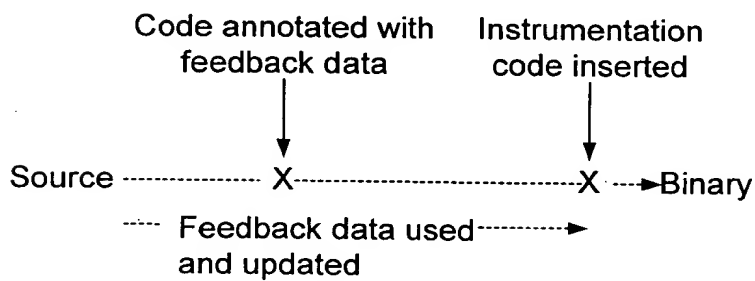 Code annotated with
feedback data
Instrumentation
code inserted
Source X X Binary
Feedback data used
and updated